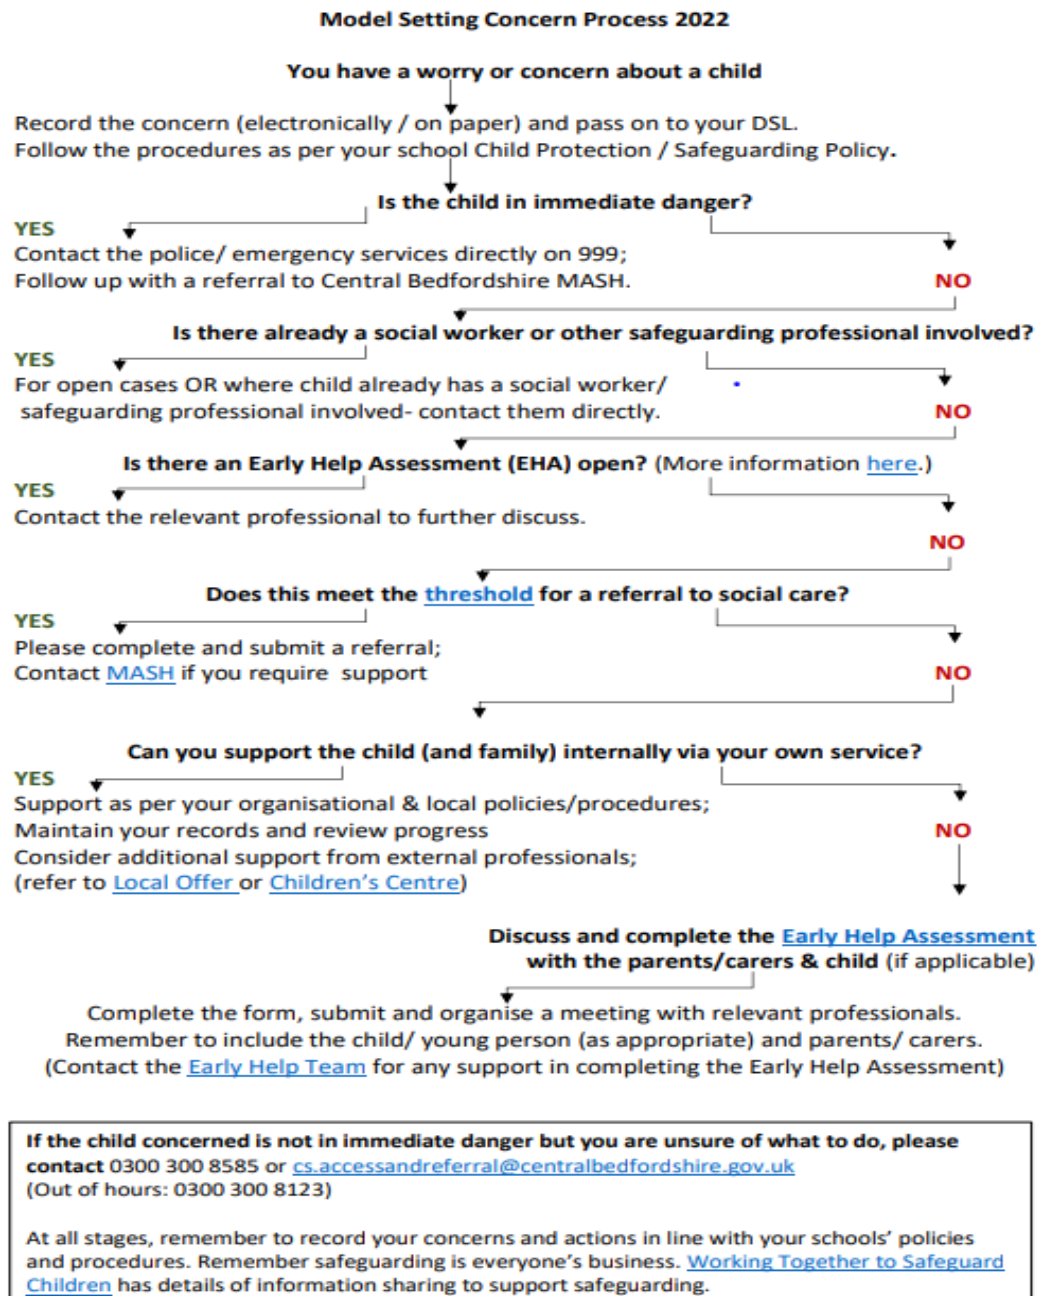 Model Setting Concern Process 2022
You have a worry or concern about a child
Record the concern (electronically / on paper) and pass on to your DSL.
Follow the procedures as per your school Child Protection / Safeguarding Policy.
Is the child in immediate danger?
YES
Contact the police/ emergency services directly on 999;
Follow up with a referral to Central Bedfordshire MASH.
NO
Is there already a social worker or other safeguarding professional involved?
YES
For open cases OR where child already has a social worker/
safeguarding professional involved- contact them directly.
NO
Is there an Early Help Assessment (EHA) open? (More information here.)
YES
Contact the relevant professional to further discuss.
NO
Does this meet the threshold for a referral to social care?
YES
Please complete and submit a referral;
Contact MASH if you require support
NO
Can you support the child (and family) internally via your own service?
YES
Support as per your organisational & local policies/procedures;
Maintain your records and review progress
NO
Consider additional support from external professionals;
(refer to Local Offer or Children's Centre)
Discuss and complete the Early Help Assessment
with the parents/carers & child (if applicable)
Complete the form, submit and organise a meeting with relevant professionals.
Remember to include the child/ young person (as appropriate) and parents/ carers.
(Contact the Early Help Team for any support in completing the Early Help Assessment)
If the child concerned is not in immediate danger but you are unsure of what to do, please
contact 0300 300 8585 or cs.accessandreferral@centralbedfordshire.gov.uk
(Out of hours: 0300 300 8123)
At all stages, remember to record your concerns and actions in line with your schools' policies
and procedures. Remember safeguarding is everyone's business. Working Together to Safeguard
Children has details of information sharing to support safeguarding.